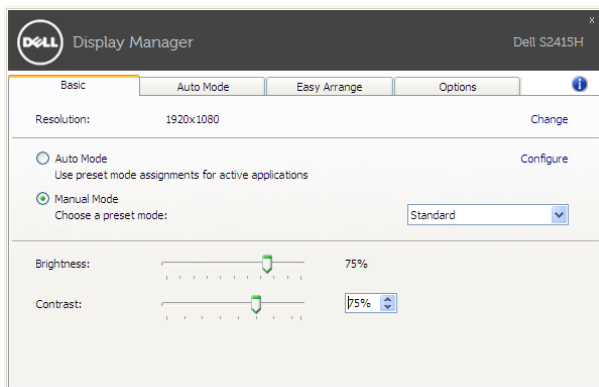 x
DELL Display Manager Dell S2415H
Basic Auto Mode Easy Arrange Options i
Resolution: 1920x1080 Change
Auto Mode Configure
Use preset mode assignments for active applications
Manual Mode
Choose a preset mode: Standard
Brightness: 75%
Contrast: 75%